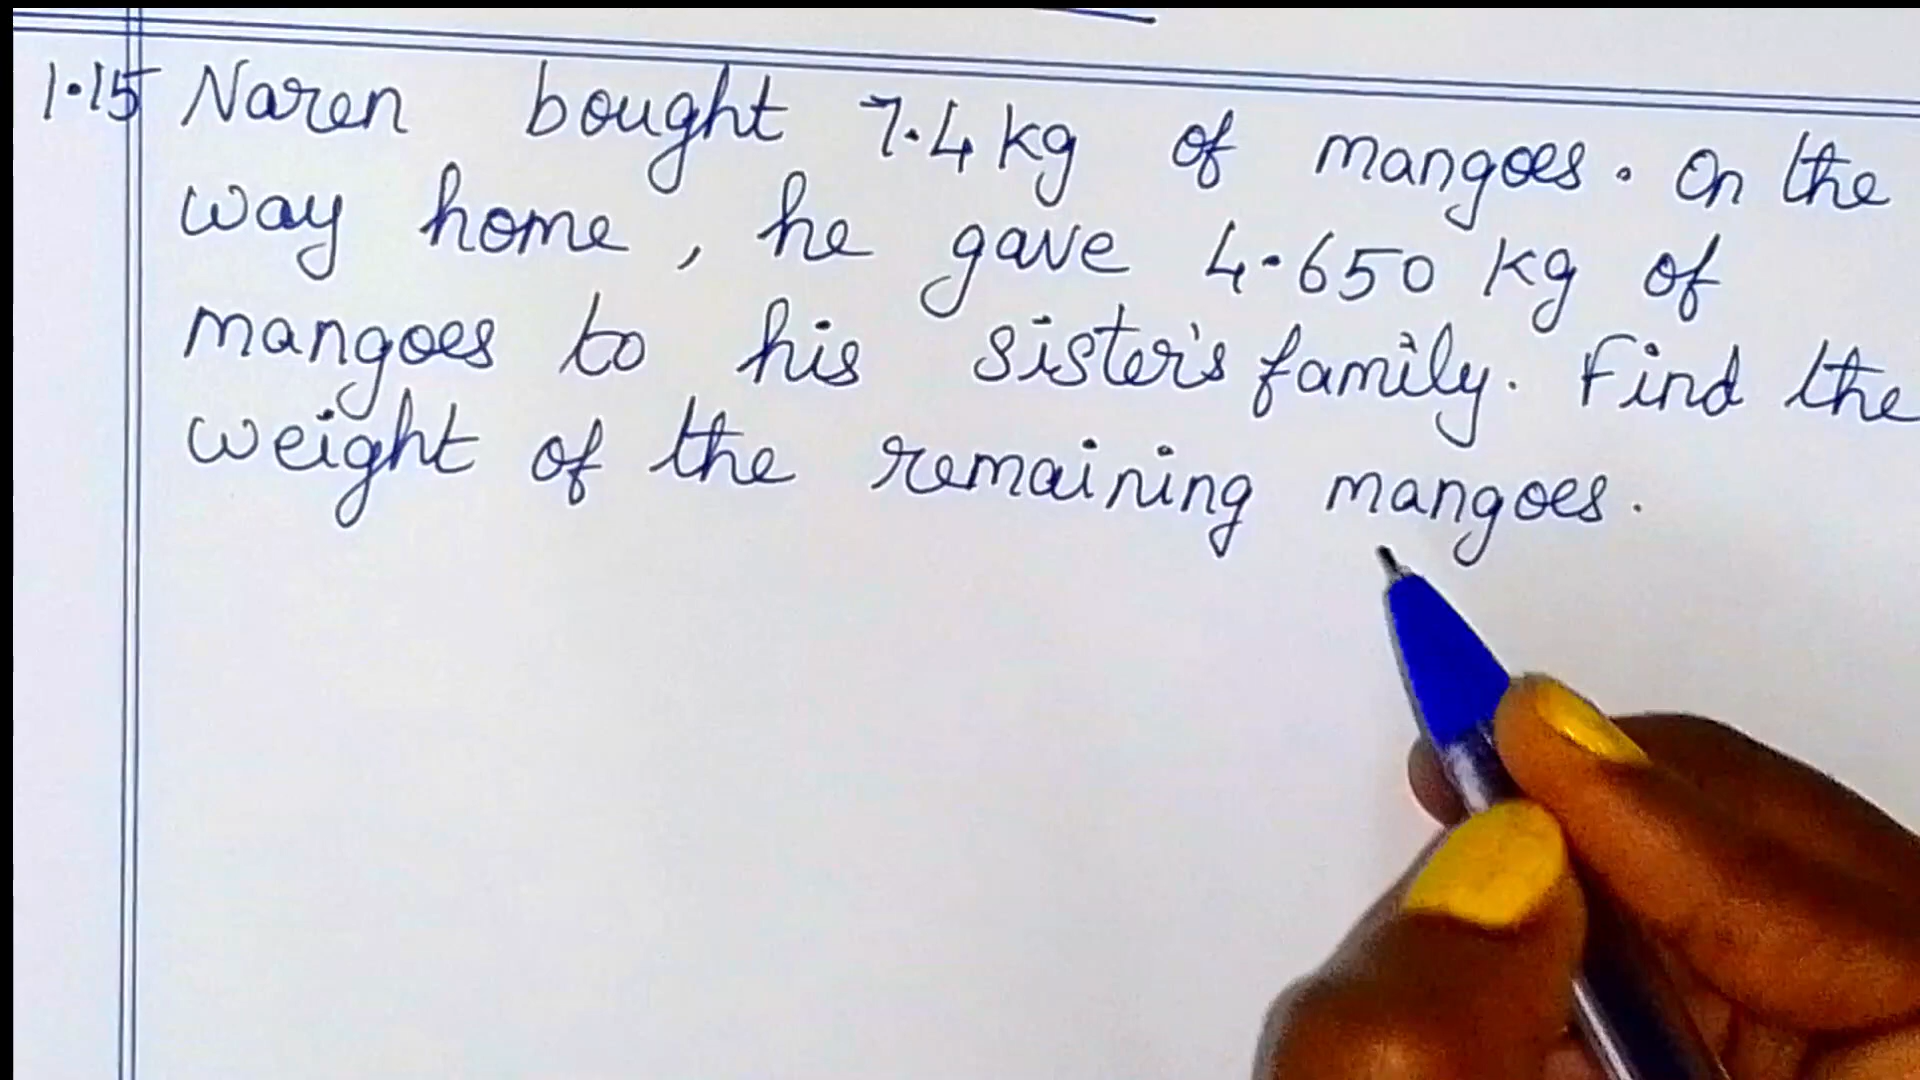 1.15 Naren bought 7.4 kg of mangoes. On the
way home, he gave 4.650 kg of
mangoes to his sister's family. Find the
weight of the remaining mangoes.